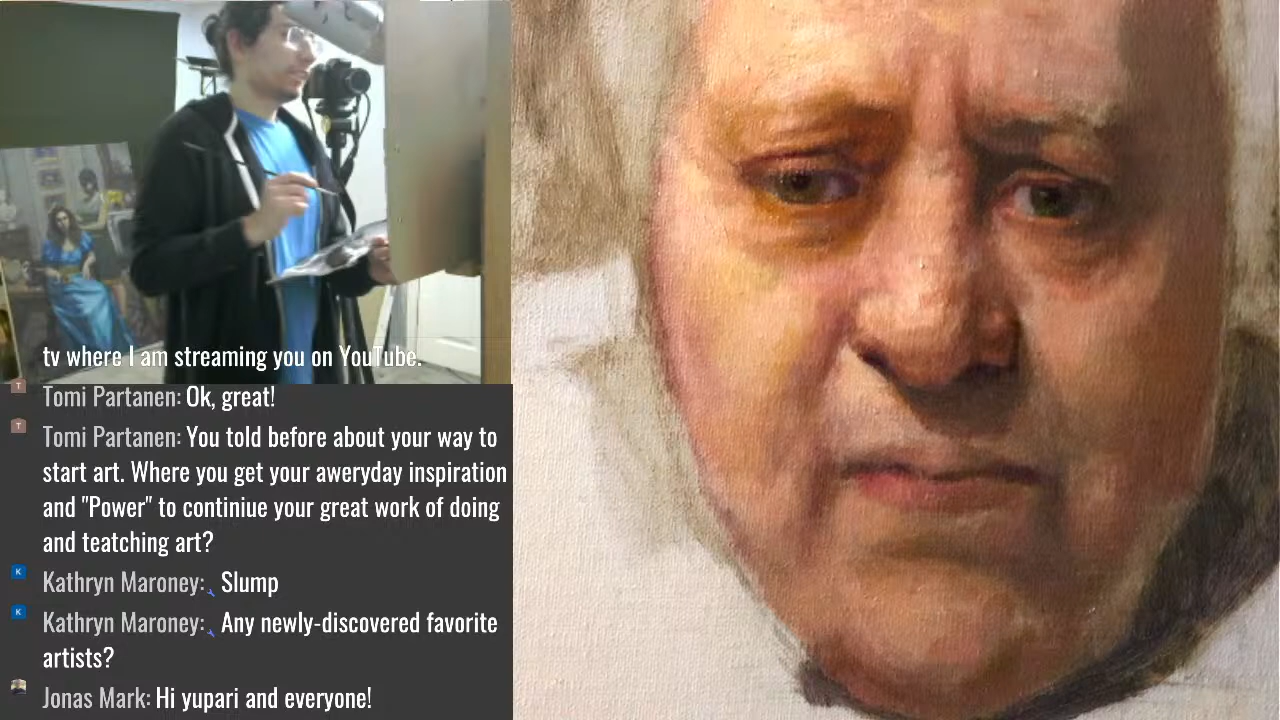 tv where I am streaming you on YouTube.
T
Tomi Partanen: Ok, great!
T
Tomi Partanen: You told before about your way to
start art. Where you get your aweryday inspiration
and "Power" to continiue your great work of doing
and teatching art?
K
Kathryn Maroney: Slump
K
Kathryn Maroney: Any newly-discovered favorite
artists?
Jonas Mark: Hi yupari and everyone!